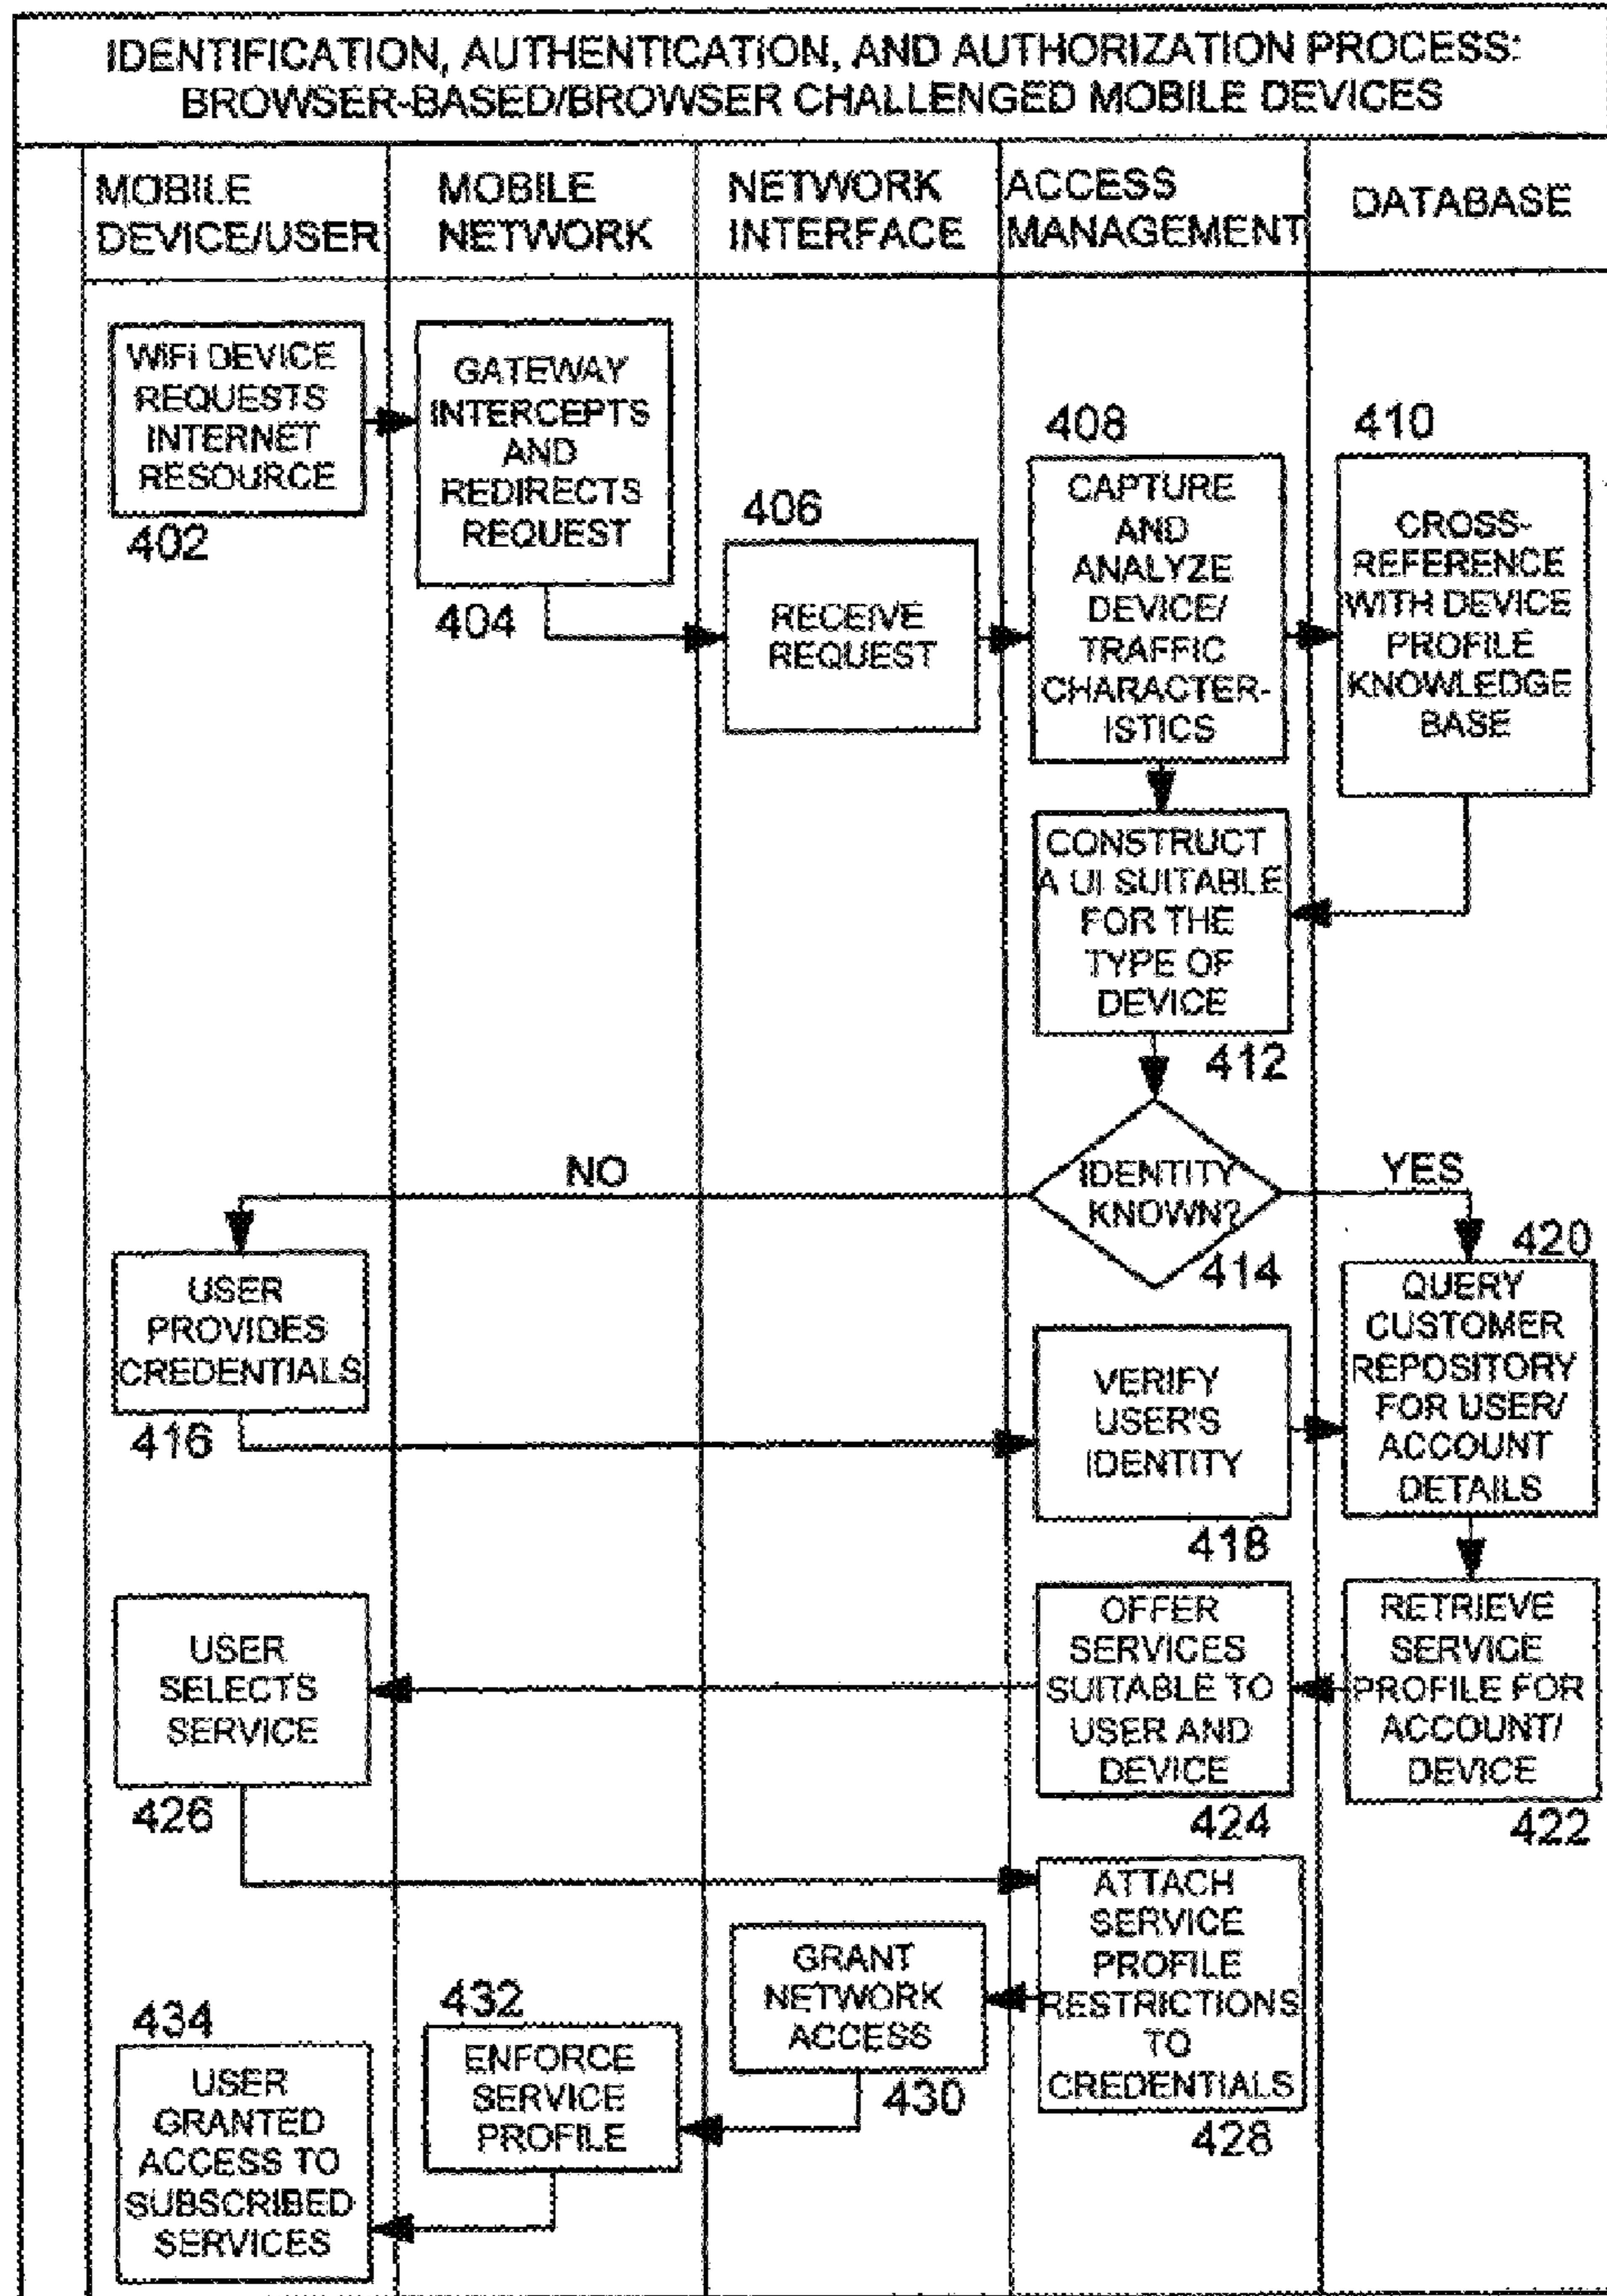 IDENTIFICATION, AUTHENTICATION, AND AUTHORIZATION PROCESS:
BROWSER-BASED/BROWSER CHALLENGED MOBILE DEVICES
MOBILE
DEVICE/USER
MOBILE
NETWORK
NETWORK
INTERFACE
ACCESS
MANAGEMENT
DATABASE
WIFI DEVICE
REQUESTS
INTERNET
RESOURCE
402
GATEWAY
INTERCEPTS
AND
REDIRECTS
REQUEST
404
406
RECEIVE
REQUEST
408
CAPTURE
AND
ANALYZE
DEVICE/
TRAFFIC
CHARACTER-
ISTICS
410
CROSS-
REFERENCE
WITH DEVICE
PROFILE
KNOWLEDGE
BASE
CONSTRUCT
A UI SUITABLE
FOR THE
TYPE OF
DEVICE
412
NO
IDENTITY
KNOWN?
YES
414
USER
PROVIDES
CREDENTIALS
416
VERIFY
USER'S
IDENTITY
418
420
QUERY
CUSTOMER
REPOSITORY
FOR USER/
ACCOUNT
DETAILS
USER
SELECTS
SERVICE
426
OFFER
SERVICES
SUITABLE TO
USER AND
DEVICE
424
RETRIEVE
SERVICE
PROFILE FOR
ACCOUNT/
DEVICE
422
ATTACH
SERVICE
PROFILE
RESTRICTIONS
TO
CREDENTIALS
428
GRANT
NETWORK
ACCESS
430
432
ENFORCE
SERVICE
PROFILE
434
USER
GRANTED
ACCESS TO
SUBSCRIBED
SERVICES